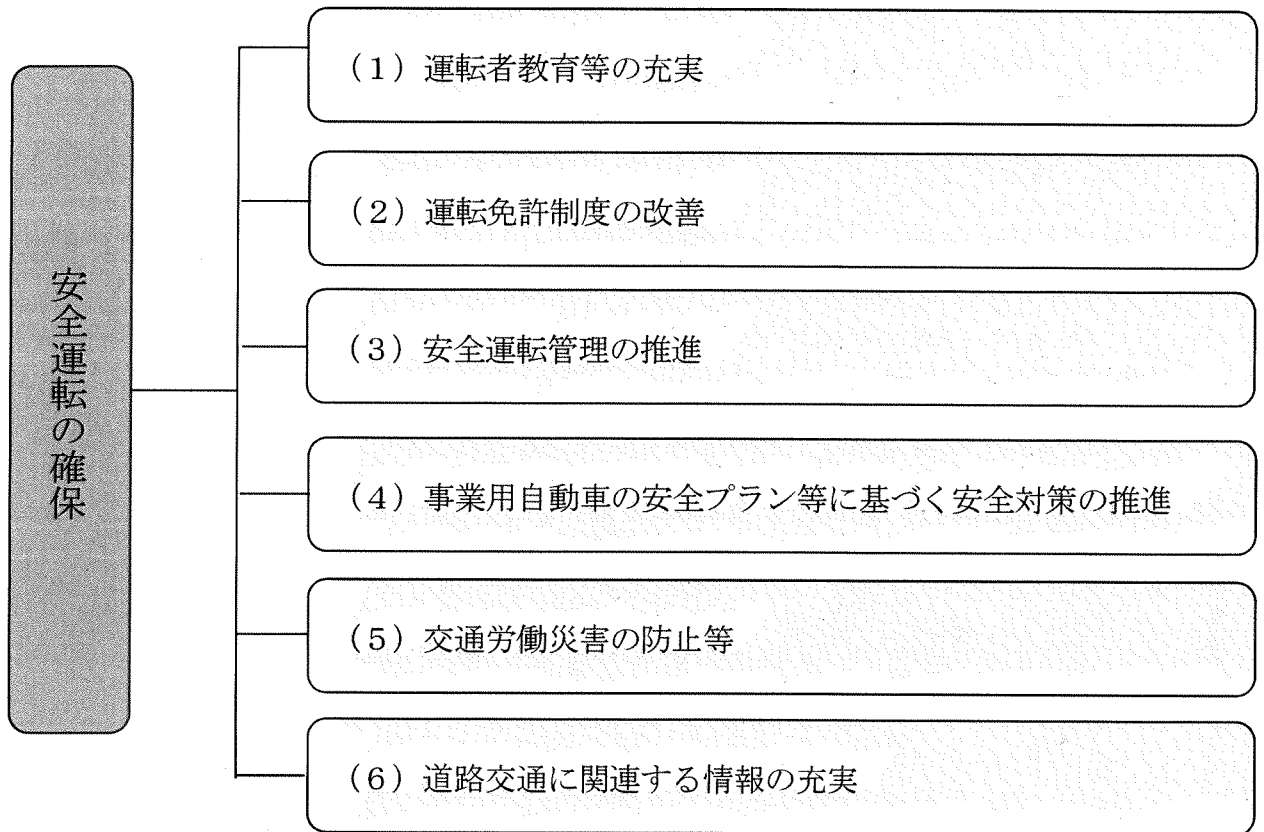 安全運転の確保
（1）運転者教育等の充実
（2）運転免許制度の改善
（3）安全運転管理の推進
（4）事業用自動車の安全プラン等に基づく安全対策の推進
（5）交通労働災害の防止等
（6）道路交通に関連する情報の充実